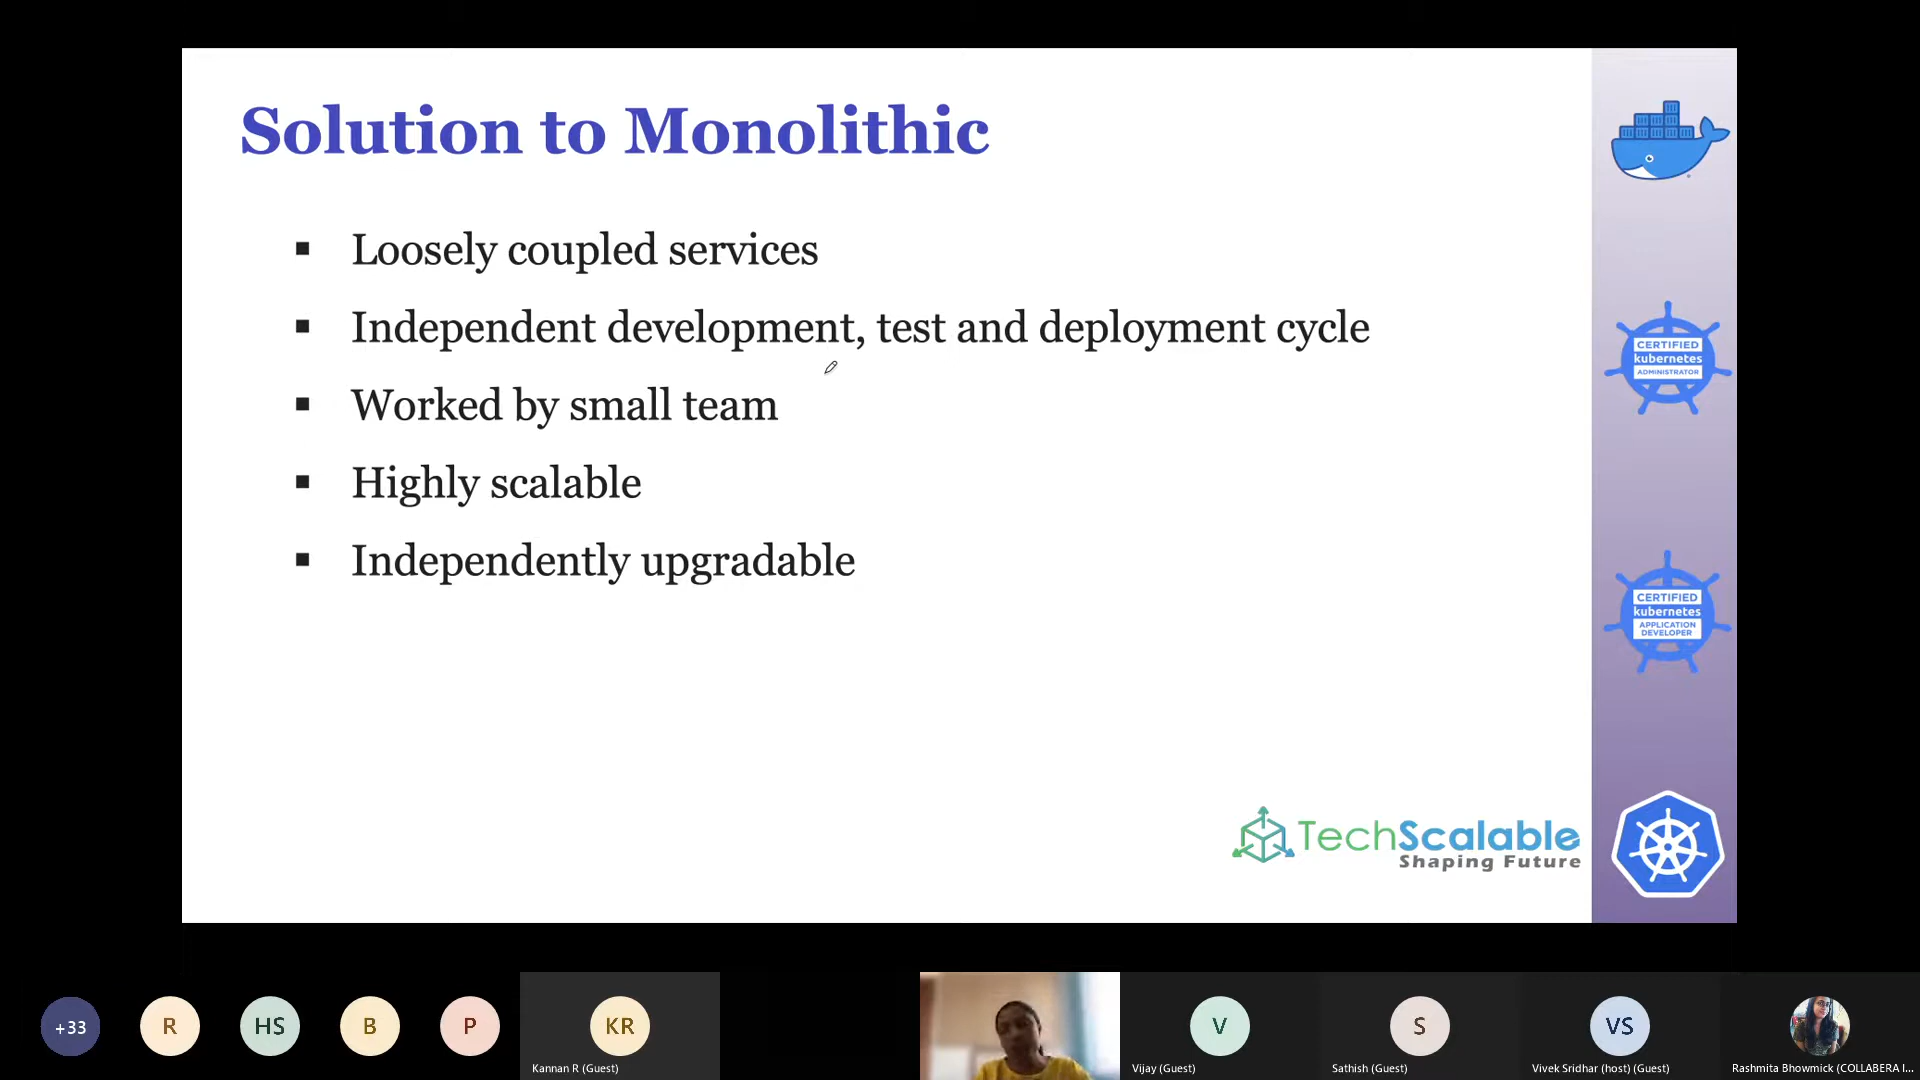 Solution to Monolithic
Loosely coupled services
Independent development, test and deployment cycle
Worked by small team
Highly scalable
Independently upgradable
CERTIFIED
kubernetes
ADMINISTRATOR
CERTIFIED
kubernetes
APPLICATION
DEVELOPER
TechScalable
Shaping Future
+33
R
HS
B
P
KR
V
S
VS
Kannan R (Guest)
Vijay (Guest)
Sathish (Guest)
Vivek Sridhar (host) (Guest)
Rashmita Bhowmick (COLLABERA I...